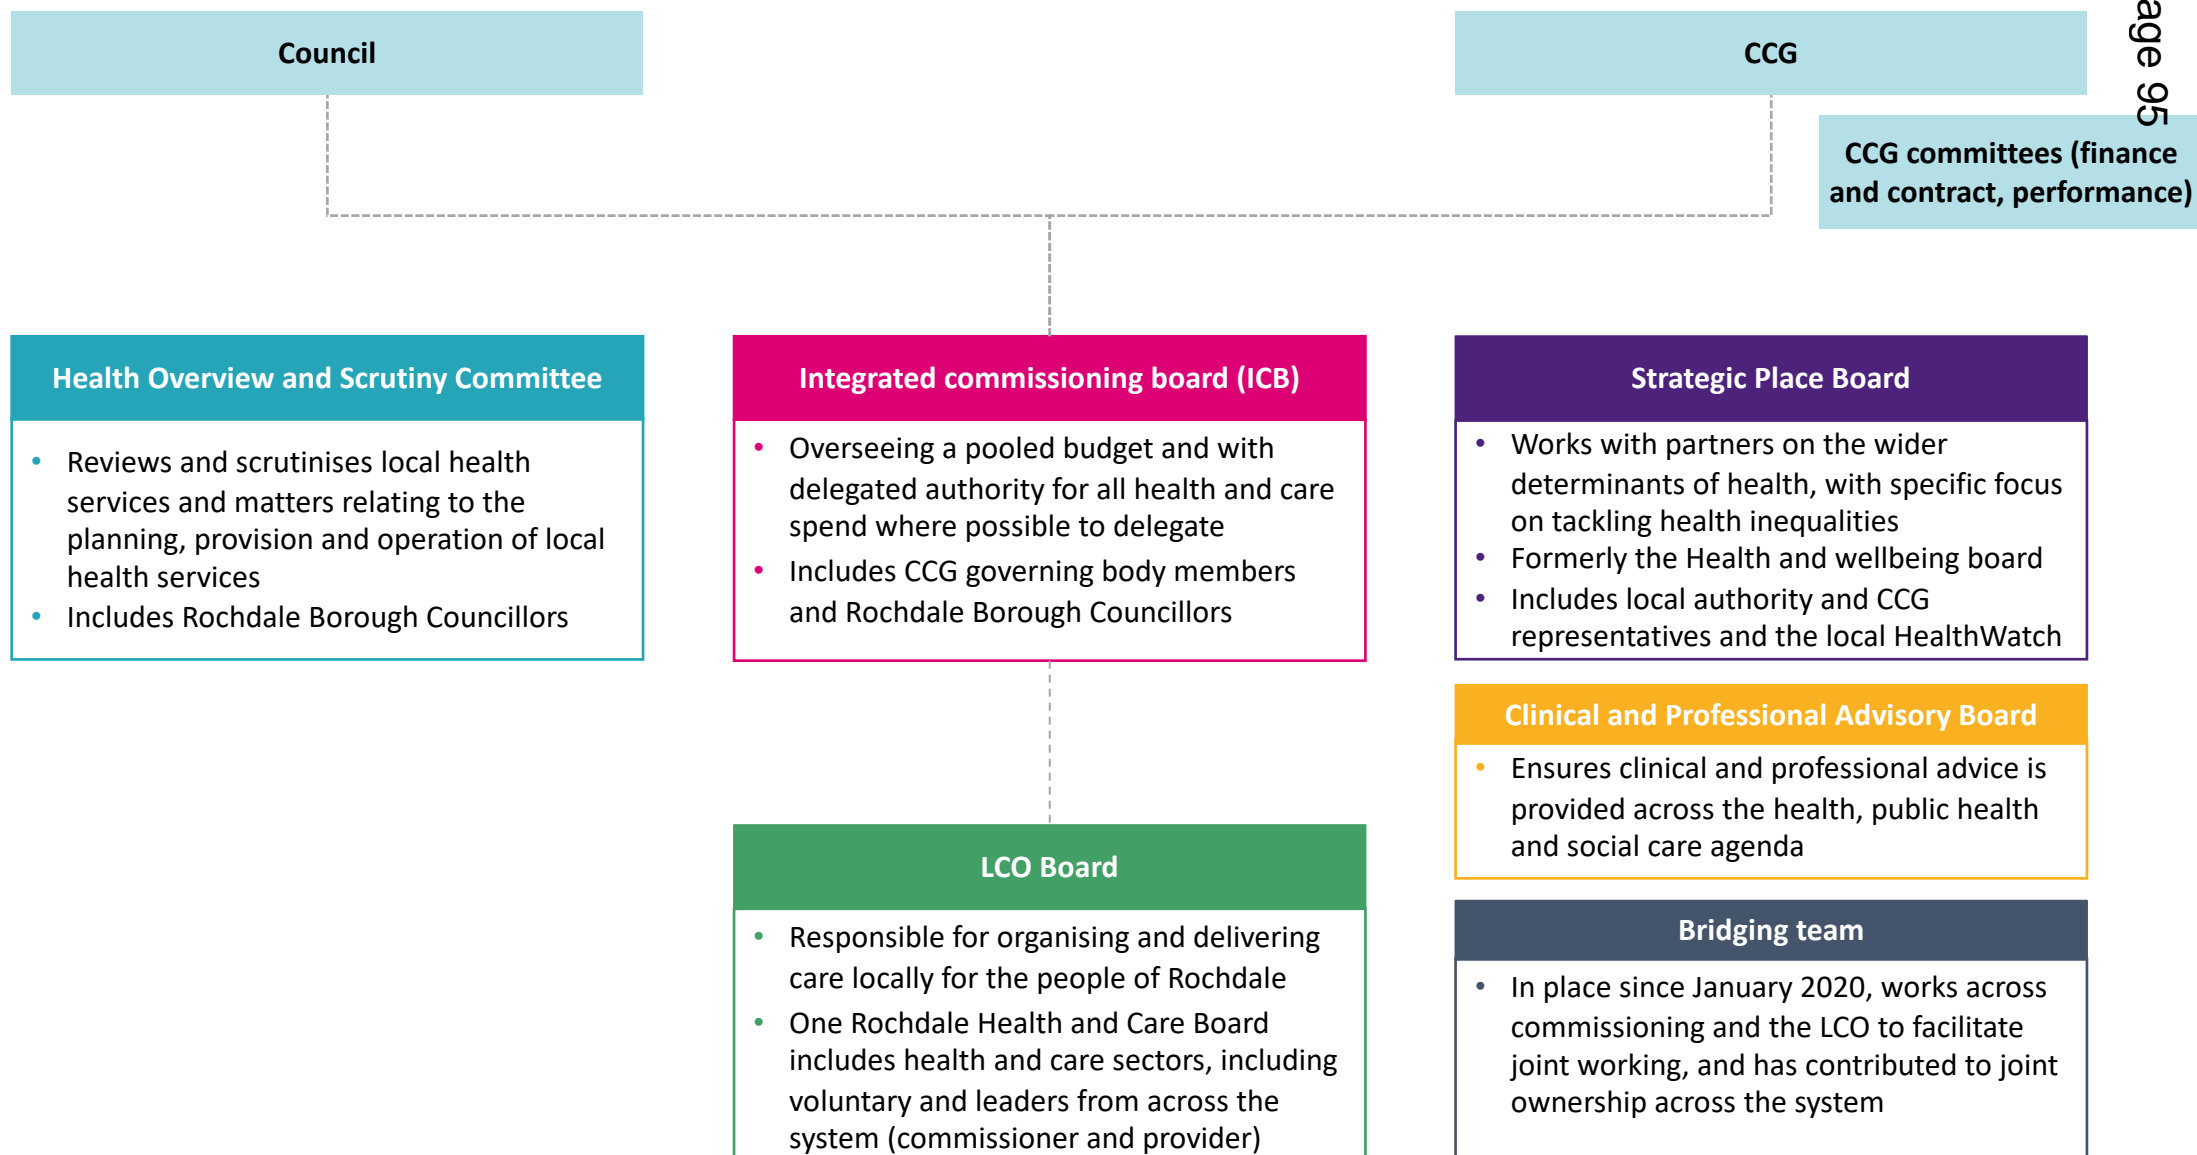 Council
CCG
age 95
CCG committees (finance
and contract, performance)
Health Overview and Scrutiny Committee
• Reviews and scrutinises local health
services and matters relating to the
planning, provision and operation of local
health services
• Includes Rochdale Borough Councillors
Integrated commissioning board (ICB)
• Overseeing a pooled budget and with
delegated authority for all health and care
spend where possible to delegate
• Includes CCG governing body members
and Rochdale Borough Councillors
Strategic Place Board
• Works with partners on the wider
determinants of health, with specific focus
on tackling health inequalities
• Formerly the Health and wellbeing board
• Includes local authority and CCG
representatives and the local HealthWatch
Clinical and Professional Advisory Board
• Ensures clinical and professional advice is
provided across the health, public health
and social care agenda
LCO Board
• Responsible for organising and delivering
care locally for the people of Rochdale
• One Rochdale Health and Care Board
includes health and care sectors, including
voluntary and leaders from across the
system (commissioner and provider)
Bridging team
• In place since January 2020, works across
commissioning and the LCO to facilitate
joint working, and has contributed to joint
ownership across the system